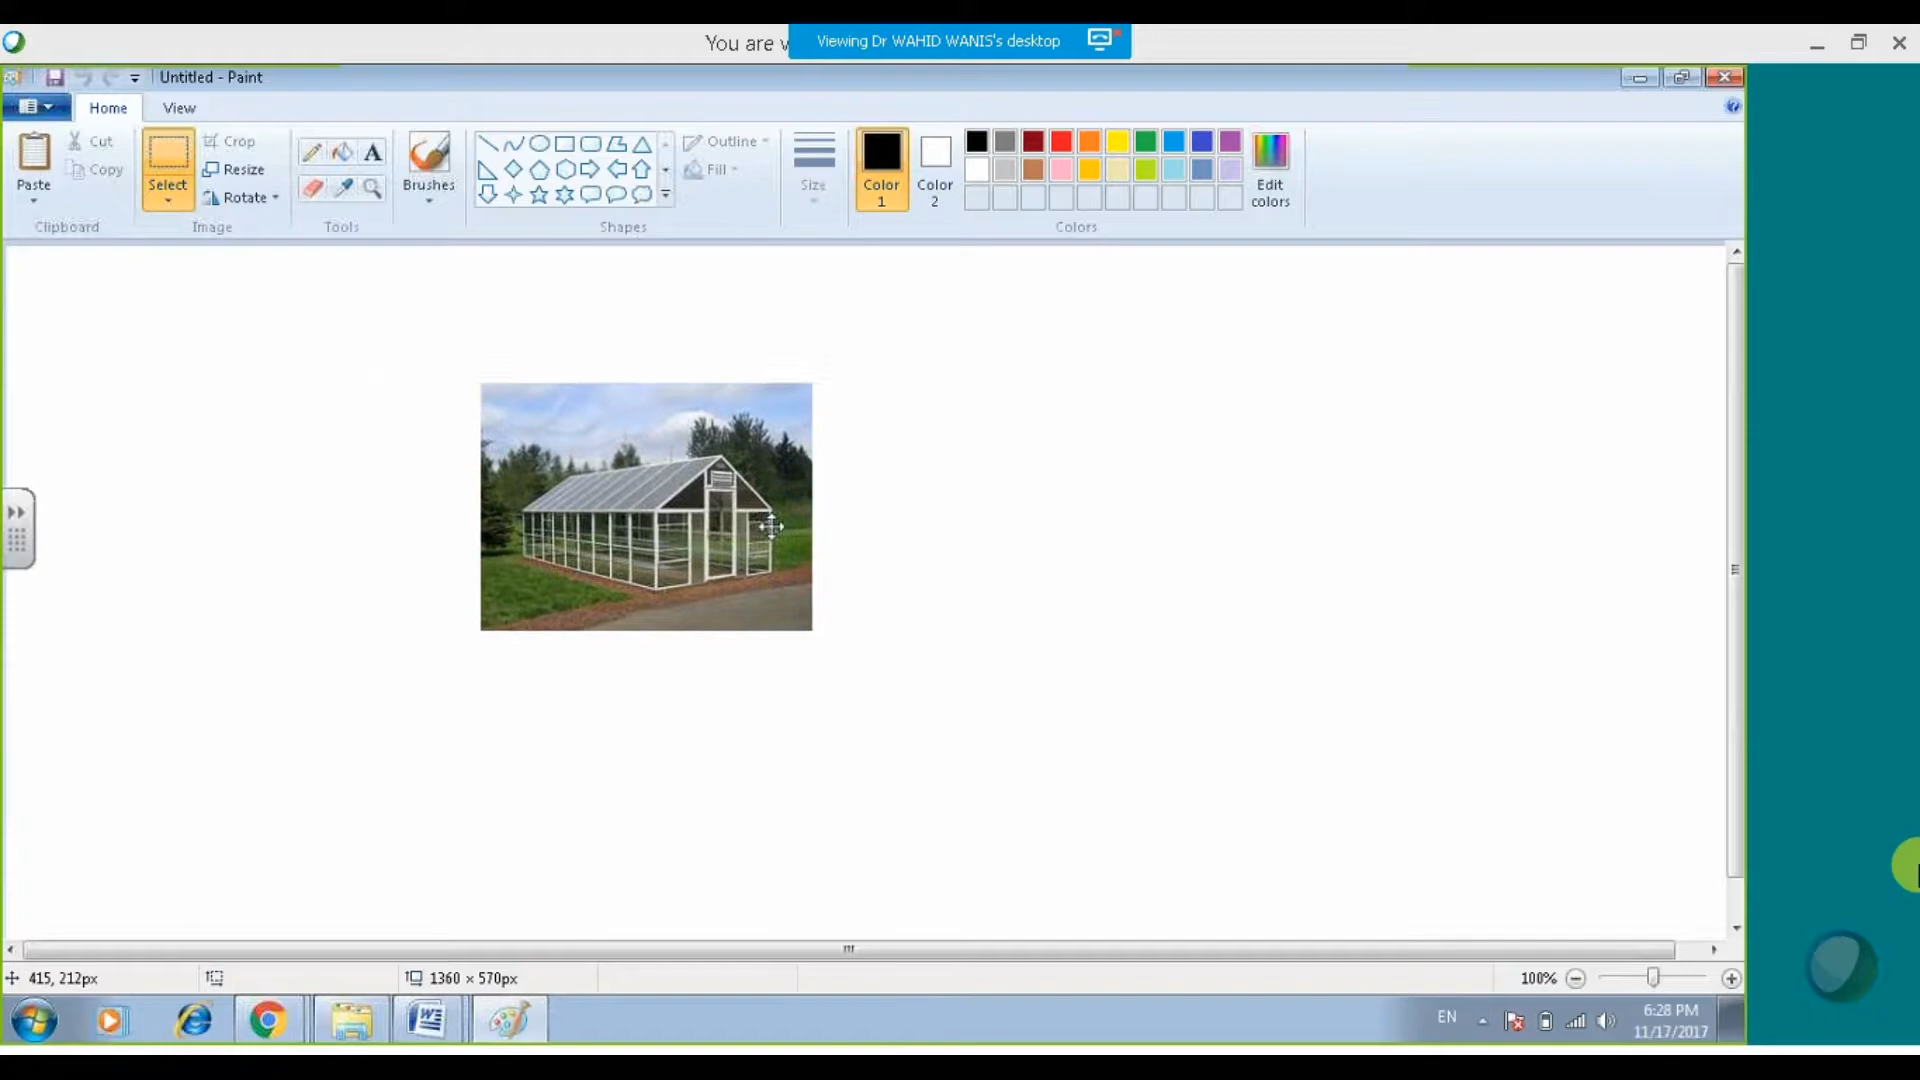 You are v
Viewing Dr WAHID WANIS's desktop
Untitled - Paint
Home
View
Paste
Cut
Copy
Clipboard
Select
Crop
Resize
Rotate
Image
A
Tools
Brushes
Outline
Fill
Shapes
Size
Color 1
Color 2
Edit colors
Colors
415, 212px
1360 × 570px
100%
EN
6:28 PM
11/17/2017